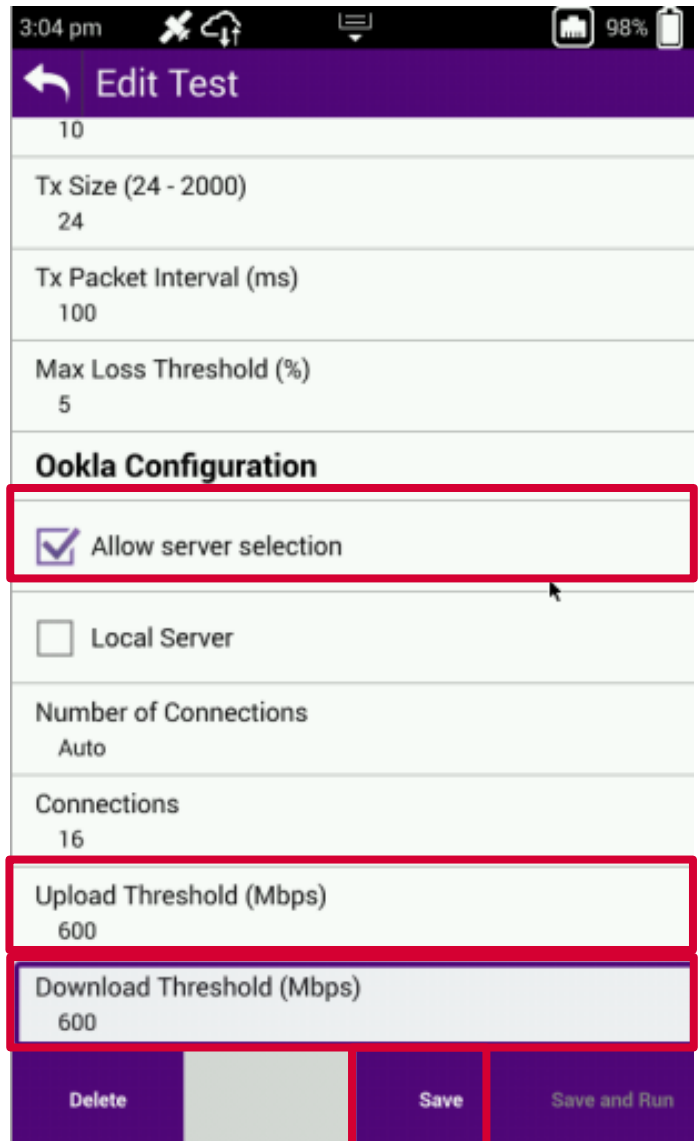 3:04 pm 98%
Edit Test
10
Tx Size (24 - 2000)
24
Tx Packet Interval (ms)
100
Max Loss Threshold (%)
5
Ookla Configuration
Allow server selection
Local Server
Number of Connections
Auto
Connections
16
Upload Threshold (Mbps)
600
Download Threshold (Mbps)
600
Delete Save Save and Run